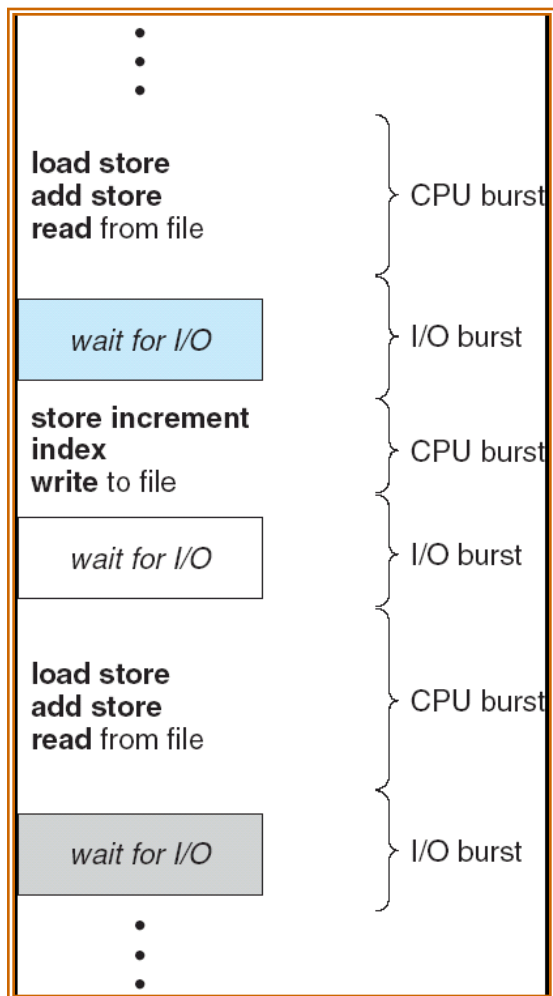 load store
add store
read from file
CPU burst
wait for I/O
I/O burst
store increment
index
write to file
CPU burst
wait for I/O
I/O burst
load store
add store
read from file
CPU burst
wait for I/O
I/O burst